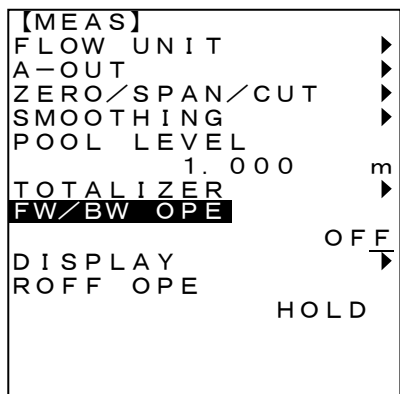 【MEAS】
FLOW UNIT ▶
A－OUT ▶
ZERO／SPAN／CUT ▶
SMOOTHING ▶
POOL LEVEL
1. 000 m
TOTALIZER ▶
FW／BW OPE
OFF
DISPLAY ▶
ROFF OPE
HOLD